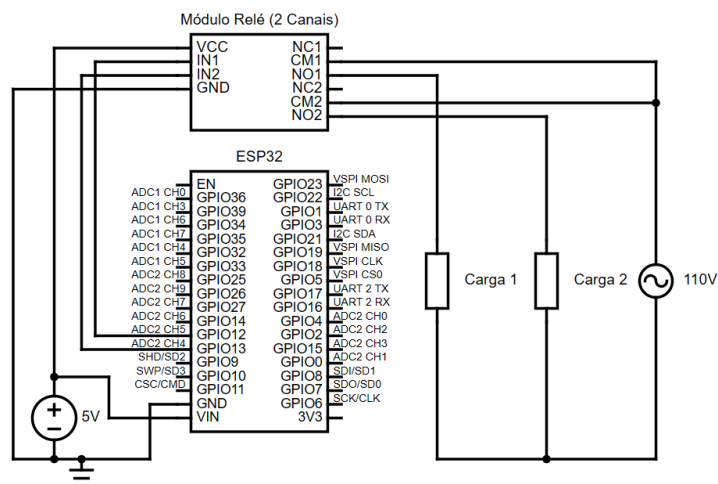 Módulo Relé (2 Canais)
VCC NC1
IN1 CM1
IN2 NO1
GND NC2
CM2
NO2
ESP32
EN GPIO23 VSPI MOSI
ADC1 CH0 GPIO36 GPIO22 I2C SCL
ADC1 CH3 GPIO39 GPIO1 UART 0 TX
ADC1 CH6 GPIO34 GPIO3 UART 0 RX
ADC1 CH7 GPIO35 GPIO21 I2C SDA
ADC1 CH4 GPIO32 GPIO19 VSPI MISO
ADC1 CH5 GPIO33 GPIO18 VSPI CLK
ADC2 CH8 GPIO25 GPIO5 VSPI CS0
ADC2 CH9 GPIO26 GPIO17 UART 2 TX
ADC2 CH7 GPIO27 GPIO16 UART 2 RX
ADC2 CH6 GPIO14 GPIO4 ADC2 CH0
ADC2 CH5 GPIO12 GPIO2 ADC2 CH2
ADC2 CH4 GPIO13 GPIO15 ADC2 CH3
SHD/SD2 GPIO9 GPIO0 ADC2 CH1
SWP/SD3 GPIO10 GPIO8 SDI/SD1
CSC/CMD GPIO11 GPIO7 SDO/SD0
GND GPIO6 SCK/CLK
VIN 3V3
5V
Carga 1
Carga 2
110V